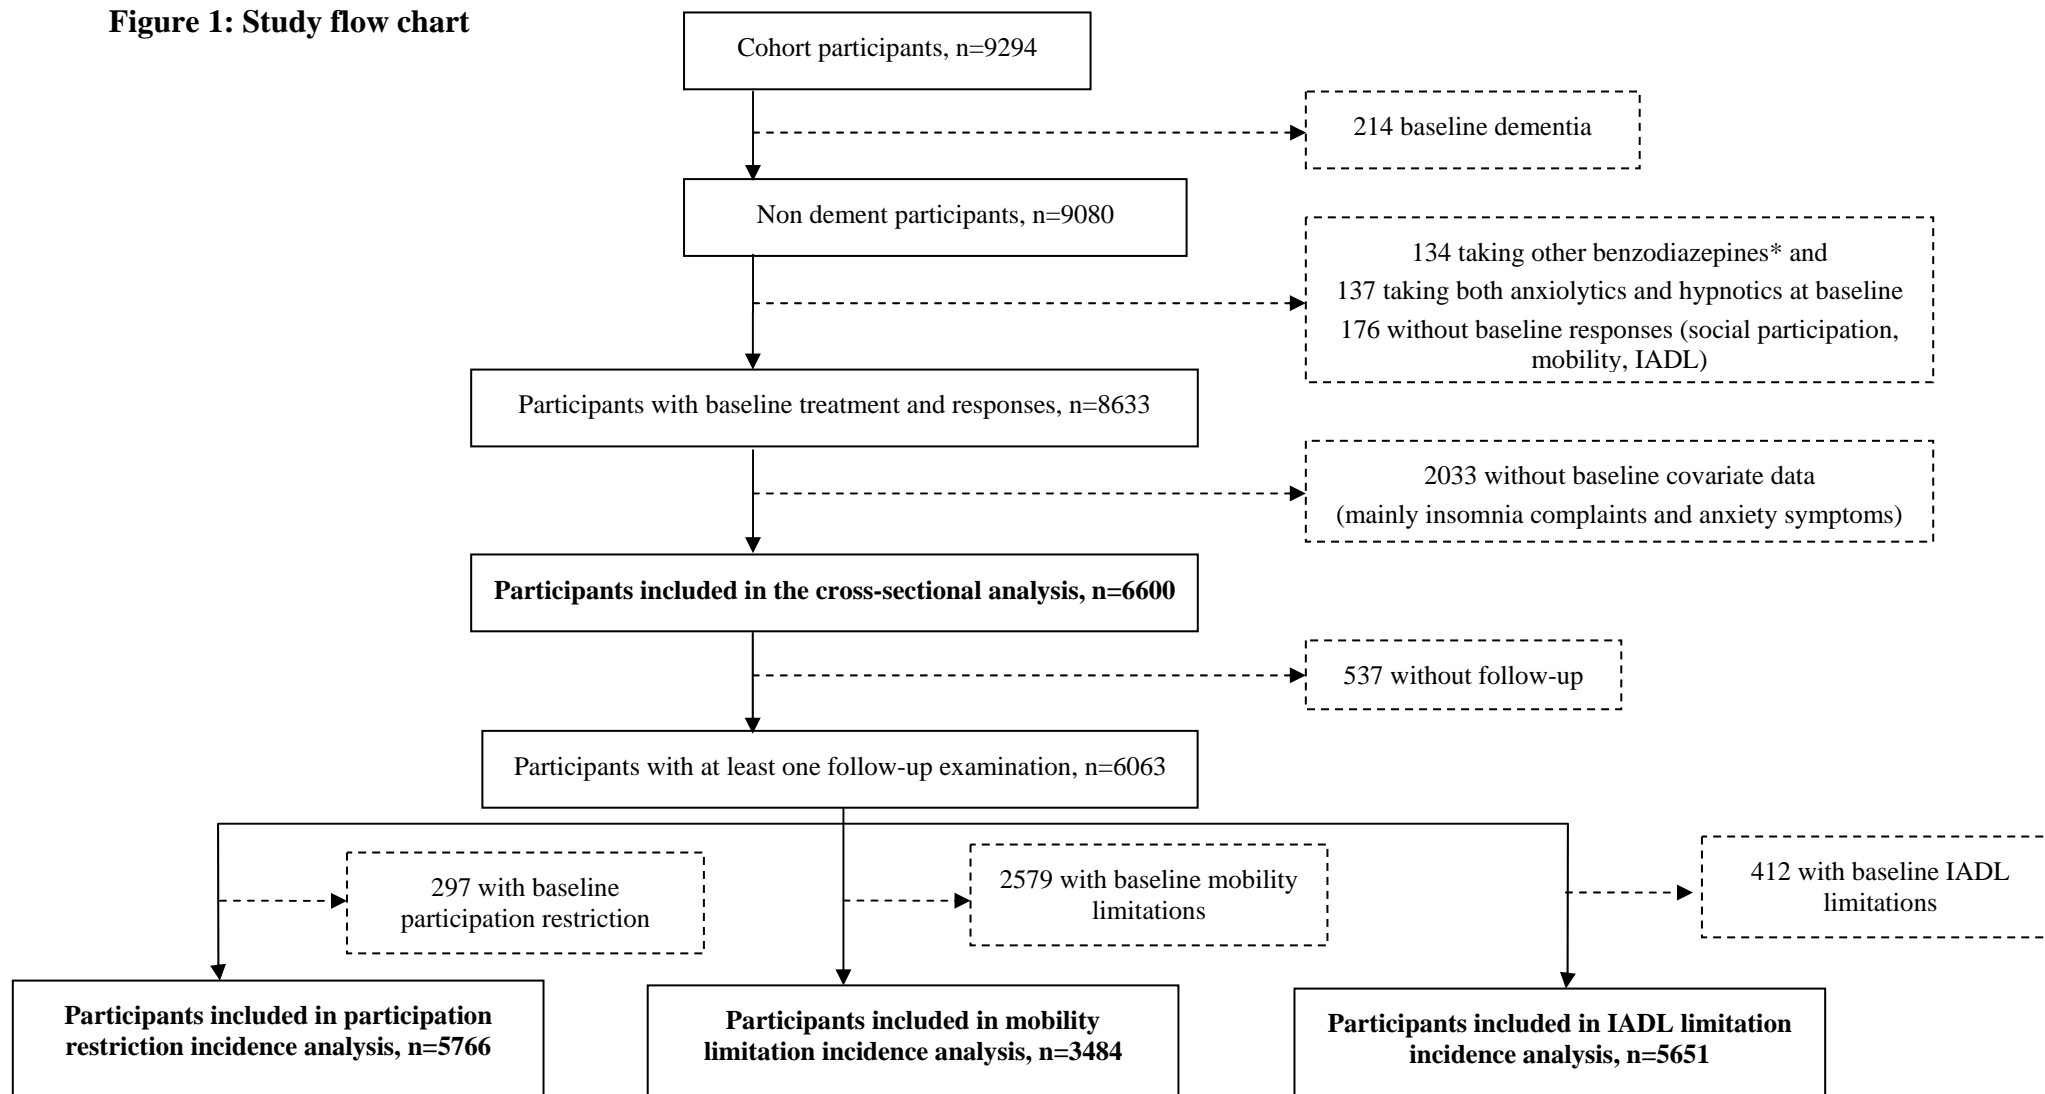 Figure 1: Study flow chart
Cohort participants, n=9294
214 baseline dementia
Non dement participants, n=9080
134 taking other benzodiazepines* and
137 taking both anxiolytics and hypnotics at baseline
176 without baseline responses (social participation,
mobility, IADL)
Participants with baseline treatment and responses, n=8633
2033 without baseline covariate data
(mainly insomnia complaints and anxiety symptoms)
Participants included in the cross-sectional analysis, n=6600
537 without follow-up
Participants with at least one follow-up examination, n=6063
297 with baseline
participation restriction
2579 with baseline mobility
limitations
412 with baseline IADL
limitations
Participants included in participation
restriction incidence analysis, n=5766
Participants included in mobility
limitation incidence analysis, n=3484
Participants included in IADL limitation
incidence analysis, n=5651